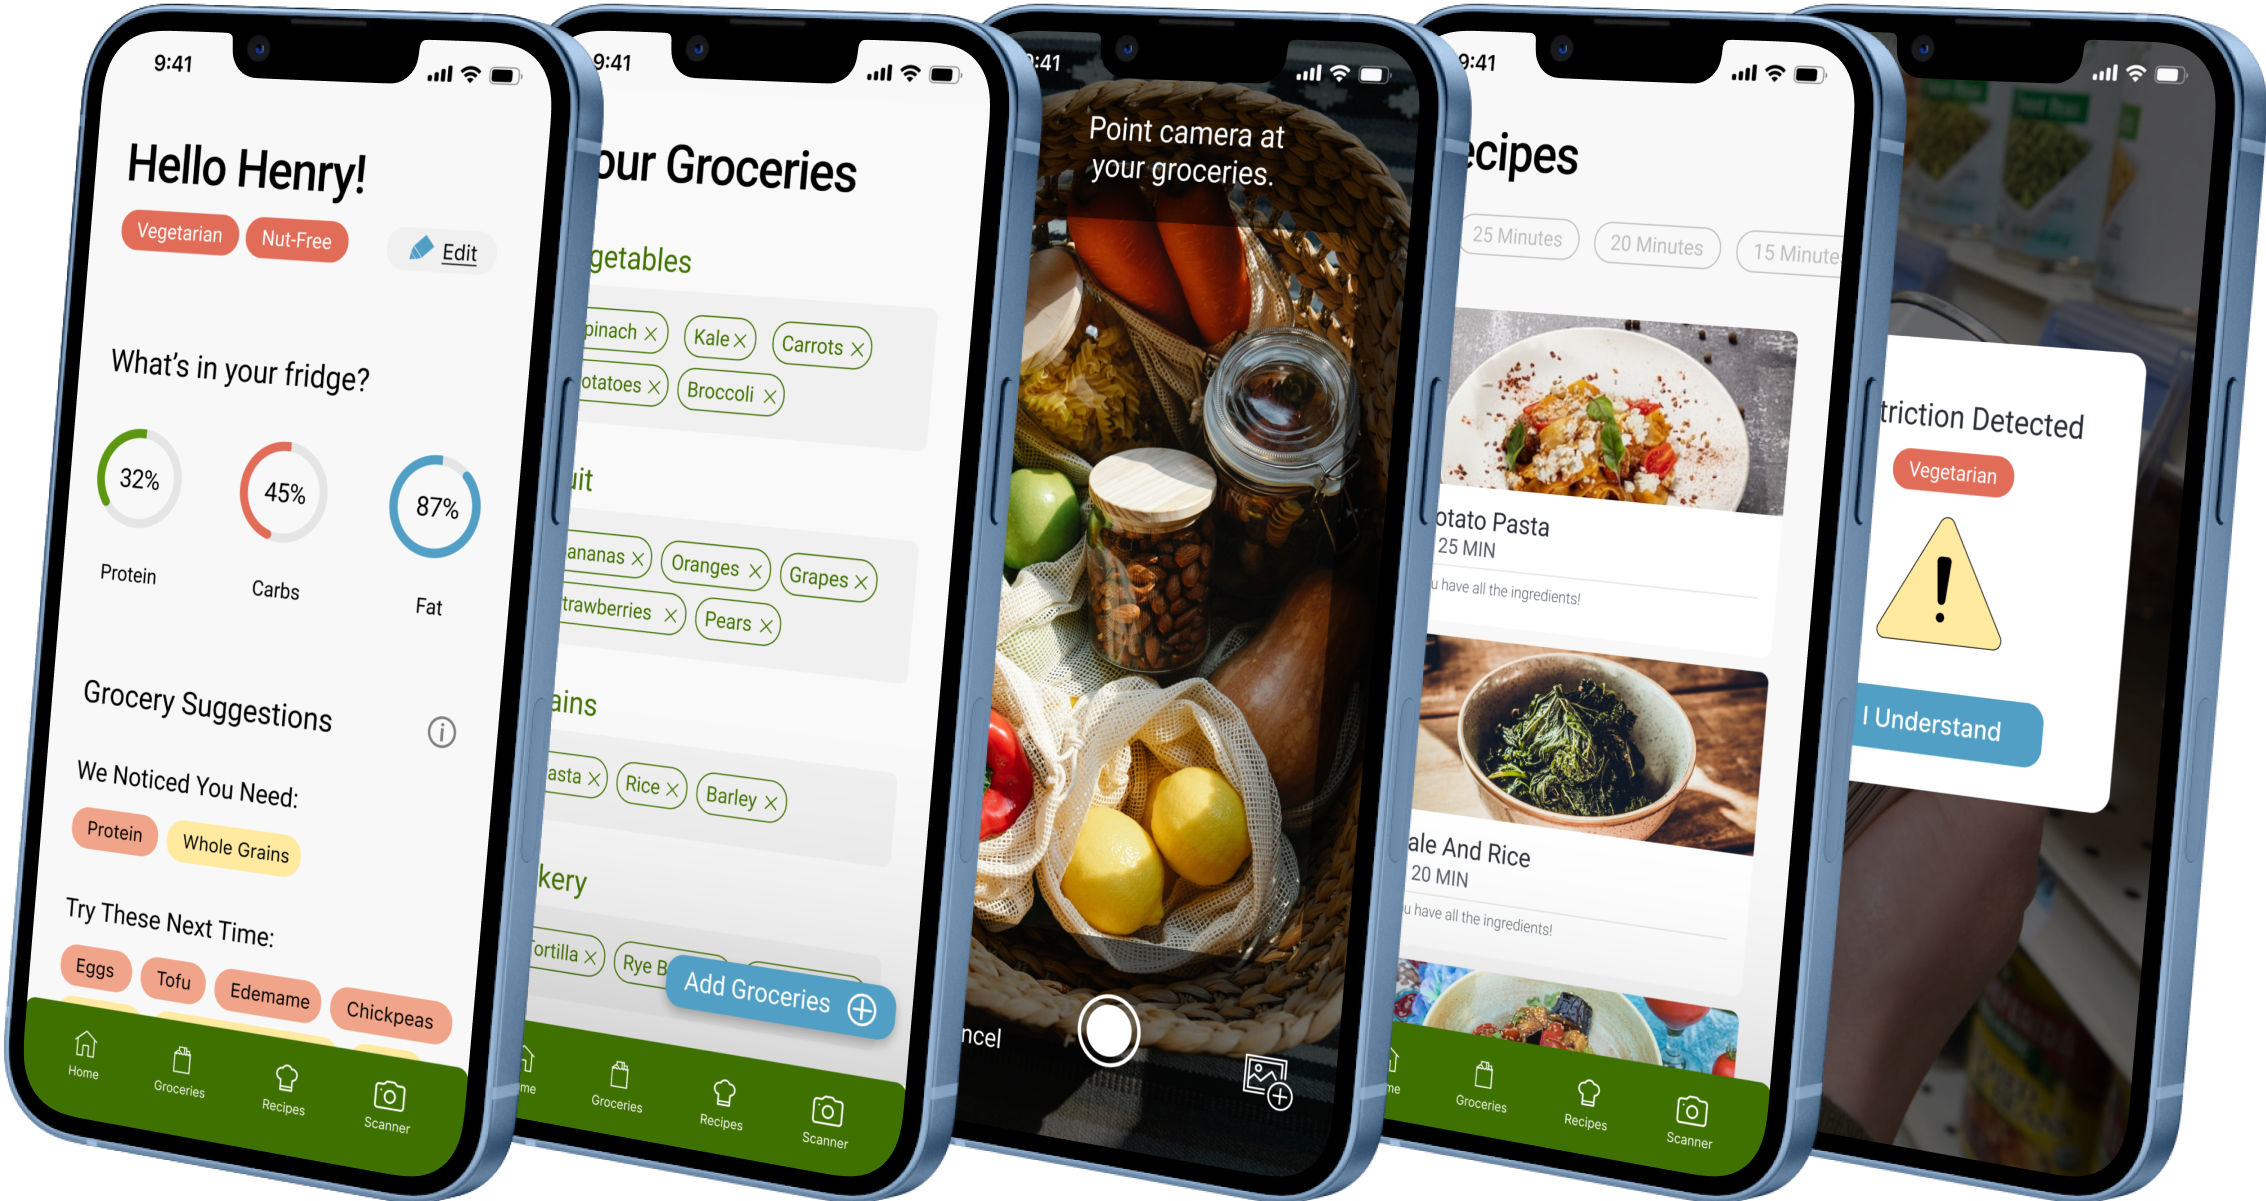 9:41
Hello Henry!
Vegetarian
Nut-Free
Edit
What's in your fridge?
32%
45%
87%
Protein
Carbs
Fat
Grocery Suggestions
We Noticed You Need:
Protein
Whole Grains
Try These Next Time:
Eggs
Tofu
Edemame
Chickpeas
Home
Groceries
Recipes
Scanner
9:41
our Groceries
getables
pinach
Kale
Carrots
otatoes
Broccoli
uit
ananas
Oranges
Grapes
trawberries
Pears
ains
asta
Rice
Barley
kery
Tortilla
Rye B
Add Groceries
me
Groceries
Recipes
Scanner
9:41
Point camera at
your groceries.
ncel
9:41
ecipes
25 Minutes
20 Minutes
15 Minutes
otato Pasta
25 MIN
u have all the ingredients!
ale And Rice
20 MIN
u have all the ingredients!
me
Groceries
Recipes
Scanner
triction Detected
Vegetarian
!
I Understand